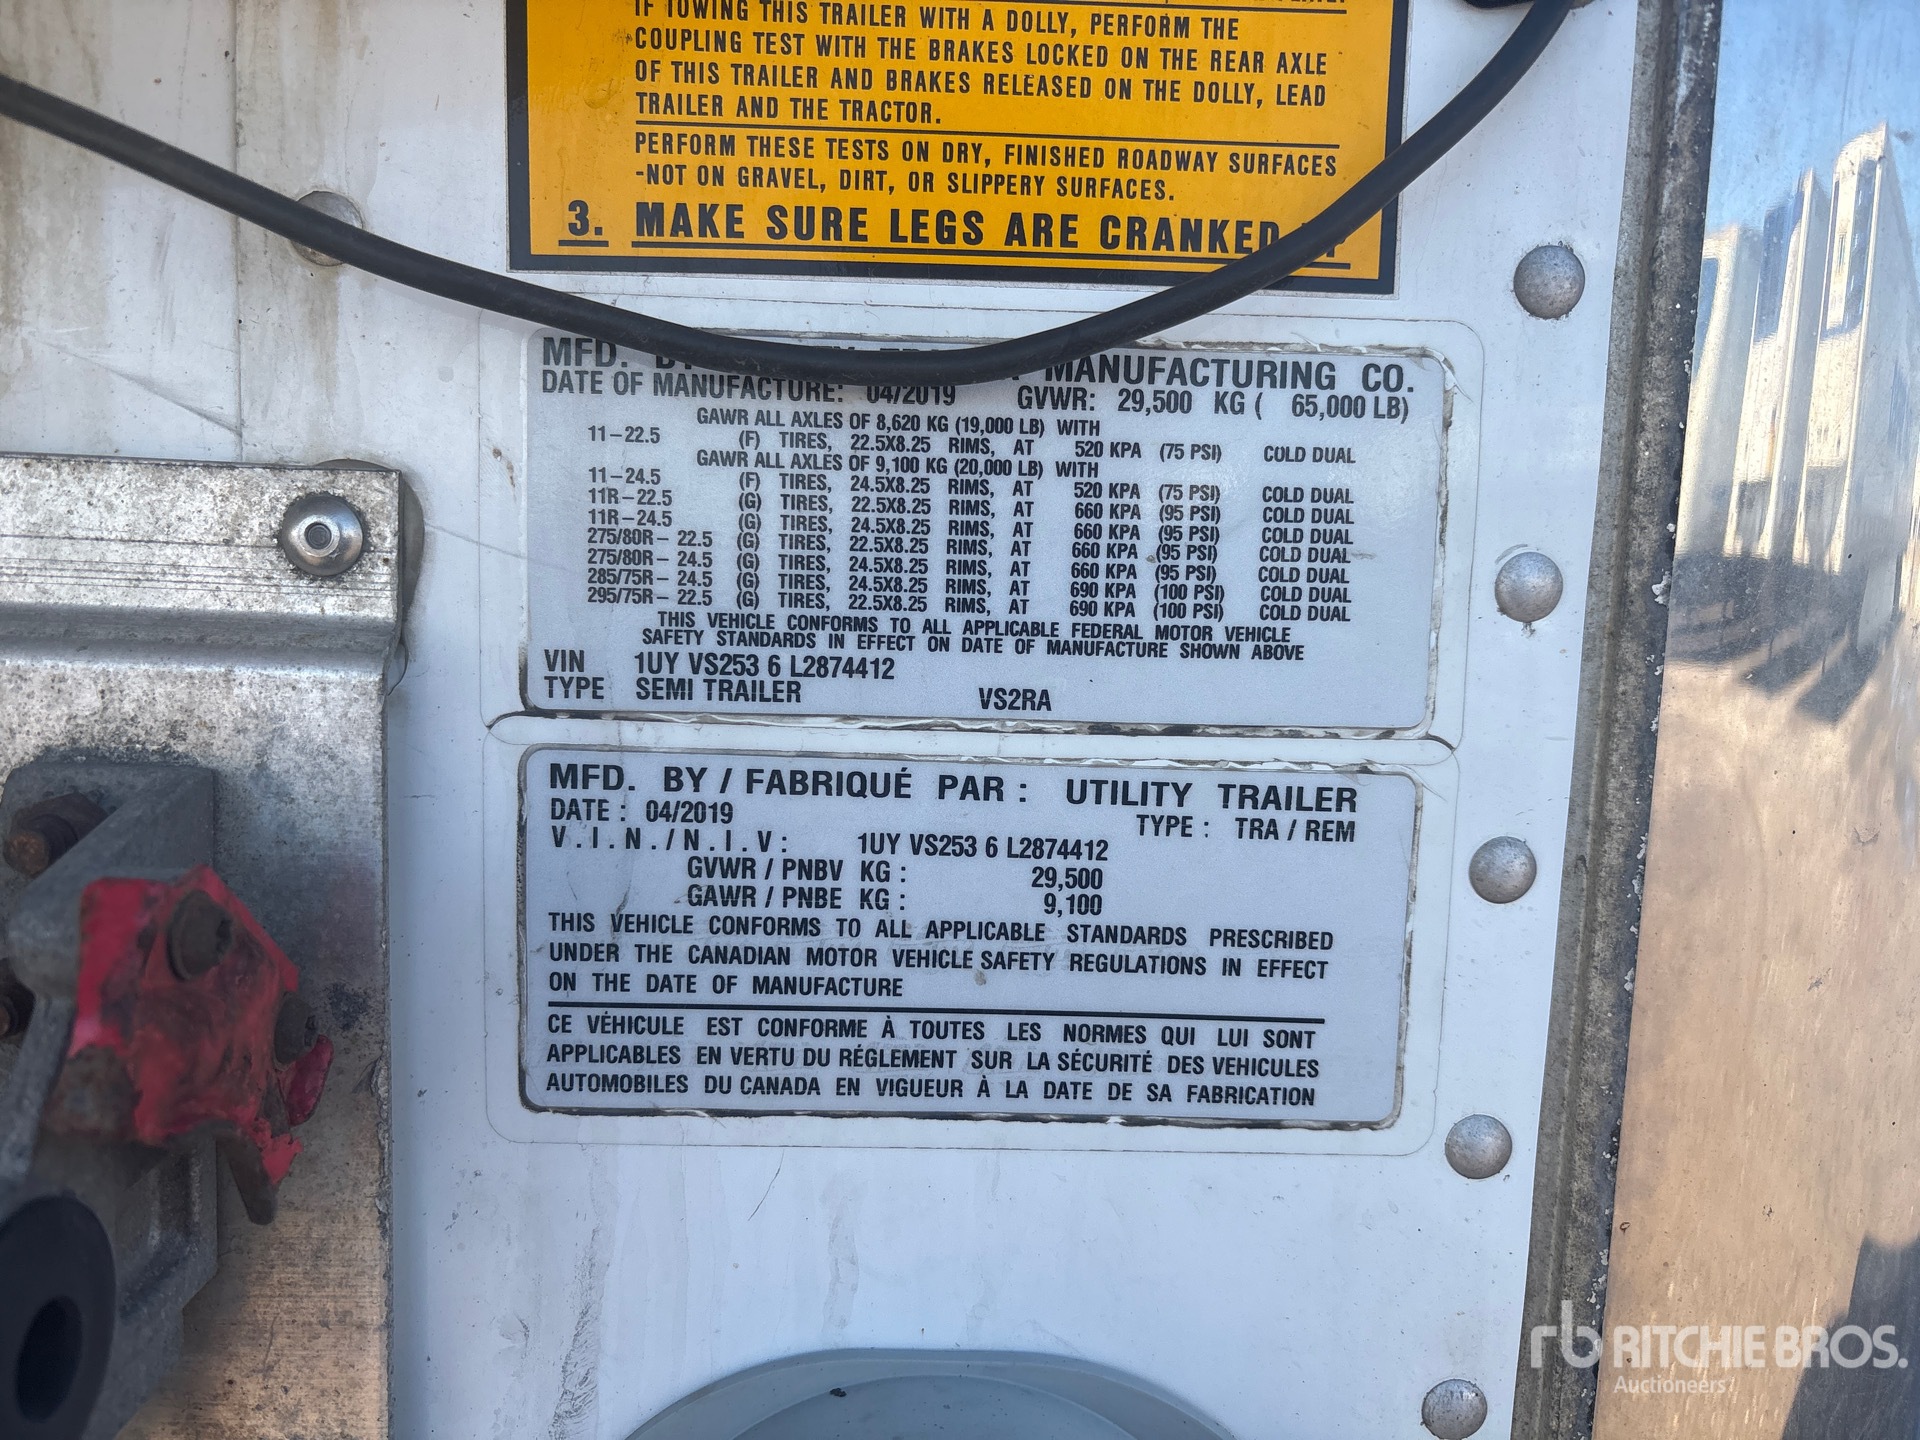 IF TOWING THIS TRAILER WITH A DOLLY, PERFORM THE
COUPLING TEST WITH THE BRAKES LOCKED ON THE REAR AXLE
OF THIS TRAILER AND BRAKES RELEASED ON THE DOLLY, LEAD
TRAILER AND THE TRACTOR.
PERFORM THESE TESTS ON DRY, FINISHED ROADWAY SURFACES
-NOT ON GRAVEL, DIRT, OR SLIPPERY SURFACES.
3. MAKE SURE LEGS ARE CRANKED
MFD. MANUFACTURING CO.
DATE OF MANUFACTURE: 04/2019 GVWR: 29,500 KG ( 65,000 LB)
GAWR ALL AXLES OF 8,620 KG (19,000 LB) WITH
11-22.5 (F) TIRES, 22.5X8.25 RIMS, AT 520 KPA (75 PSI) COLD DUAL
GAWR ALL AXLES OF 9,100 KG (20,000 LB) WITH
11-24.5 (F) TIRES, 24.5X8.25 RIMS, AT 520 KPA (75 PSI) COLD DUAL
11R-22.5 (G) TIRES, 22.5X8.25 RIMS, AT 660 KPA (95 PSI) COLD DUAL
11R-24.5 (G) TIRES, 24.5X8.25 RIMS, AT 660 KPA (95 PSI) COLD DUAL
275/80R- 22.5 (G) TIRES, 22.5X8.25 RIMS, AT 660 KPA (95 PSI) COLD DUAL
275/80R- 24.5 (G) TIRES, 24.5X8.25 RIMS, AT 660 KPA (95 PSI) COLD DUAL
285/75R- 24.5 (G) TIRES, 24.5X8.25 RIMS, AT 690 KPA (100 PSI) COLD DUAL
295/75R- 22.5 (G) TIRES, 22.5X8.25 RIMS, AT 690 KPA (100 PSI) COLD DUAL
THIS VEHICLE CONFORMS TO ALL APPLICABLE FEDERAL MOTOR VEHICLE
SAFETY STANDARDS IN EFFECT ON DATE OF MANUFACTURE SHOWN ABOVE
VIN 1UY VS253 6 L2874412
TYPE SEMI TRAILER VS2RA
MFD. BY / FABRIQUÉ PAR : UTILITY TRAILER
DATE : 04/2019 TYPE : TRA / REM
V.I.N./N.I.V: 1UY VS253 6 L2874412
GVWR / PNBV KG : 29,500
GAWR / PNBE KG : 9,100
THIS VEHICLE CONFORMS TO ALL APPLICABLE STANDARDS PRESCRIBED
UNDER THE CANADIAN MOTOR VEHICLE SAFETY REGULATIONS IN EFFECT
ON THE DATE OF MANUFACTURE
CE VÉHICULE EST CONFORME À TOUTES LES NORMES QUI LUI SONT
APPLICABLES EN VERTU DU RÉGLEMENT SUR LA SÉCURITÉ DES VEHICULES
AUTOMOBILES DU CANADA EN VIGUEUR À LA DATE DE SA FABRICATION
rb RITCHIE BROS.
Auctioneers